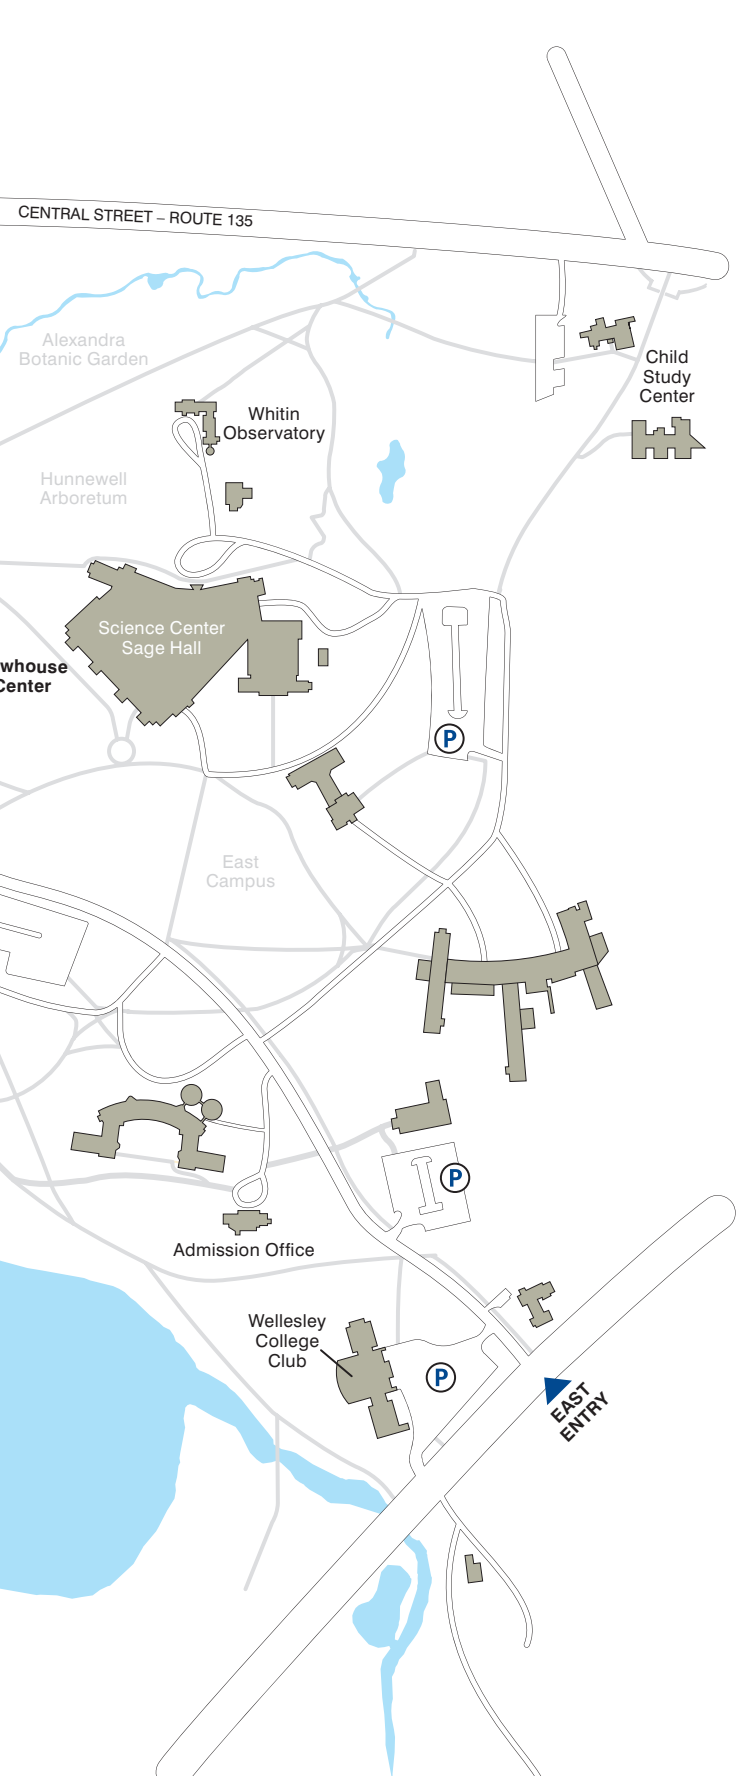 CENTRAL STREET – ROUTE 135
Alexandra
Botanic Garden
Child
Study
Center
Whitin
Observatory
Hunnewell
Arboretum
Science Center
Sage Hall
whouse
Center
P
East
Campus
P
Admission Office
Wellesley
College
Club
P
EAST
ENTRY